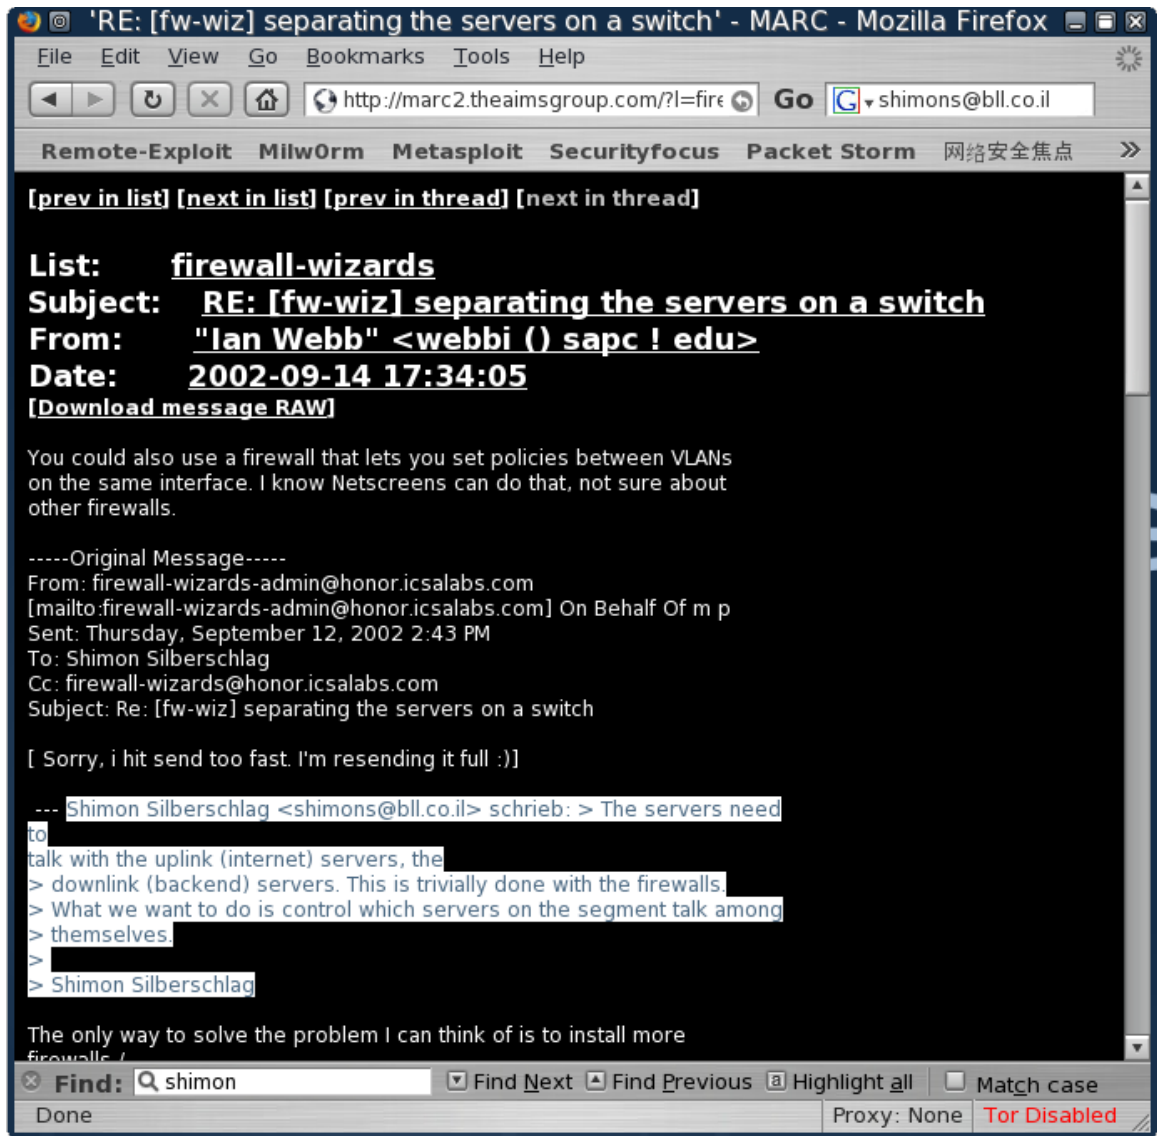 'RE: [fw-wiz] separating the servers on a switch' - MARC - Mozilla Firefox
File Edit View Go Bookmarks Tools Help
http://marc2.theaimsgroup.com/?l=fire Go G shimons@bll.co.il
Remote-Exploit Milw0rm Metasploit Securityfocus Packet Storm 网络安全焦点 »
[prev in list] [next in list] [prev in thread] [next in thread]
List: firewall-wizards
Subject: RE: [fw-wiz] separating the servers on a switch
From: "Ian Webb" <webbi () sapc ! edu>
Date: 2002-09-14 17:34:05
[Download message RAW]
You could also use a firewall that lets you set policies between VLANs
on the same interface. I know Netscreens can do that, not sure about
other firewalls.
-----Original Message-----
From: firewall-wizards-admin@honor.icsalabs.com
[mailto:firewall-wizards-admin@honor.icsalabs.com] On Behalf Of m p
Sent: Thursday, September 12, 2002 2:43 PM
To: Shimon Silberschlag
Cc: firewall-wizards@honor.icsalabs.com
Subject: Re: [fw-wiz] separating the servers on a switch
[ Sorry, i hit send too fast. I'm resending it full :)]
--- Shimon Silberschlag <shimons@bll.co.il> schrieb: > The servers need
to
talk with the uplink (internet) servers, the
> downlink (backend) servers. This is trivially done with the firewalls.
> What we want to do is control which servers on the segment talk among
> themselves.
>
> Shimon Silberschlag
The only way to solve the problem I can think of is to install more
firewalls /
Find: shimon Find Next Find Previous a Highlight all Match case
Done Proxy: None Tor Disabled